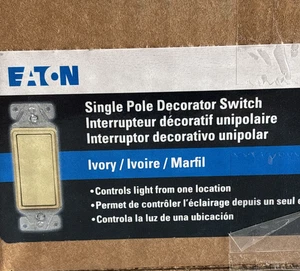 EATON
Single Pole Decorator Switch
Interrupteur décoratif unipolaire
Interruptor decorativo unipolar
Ivory / Ivoire / Marfil
•Controls light from one location
•Permet de contrôler l'éclairage depuis un seul
•Controla la luz de una ubicación